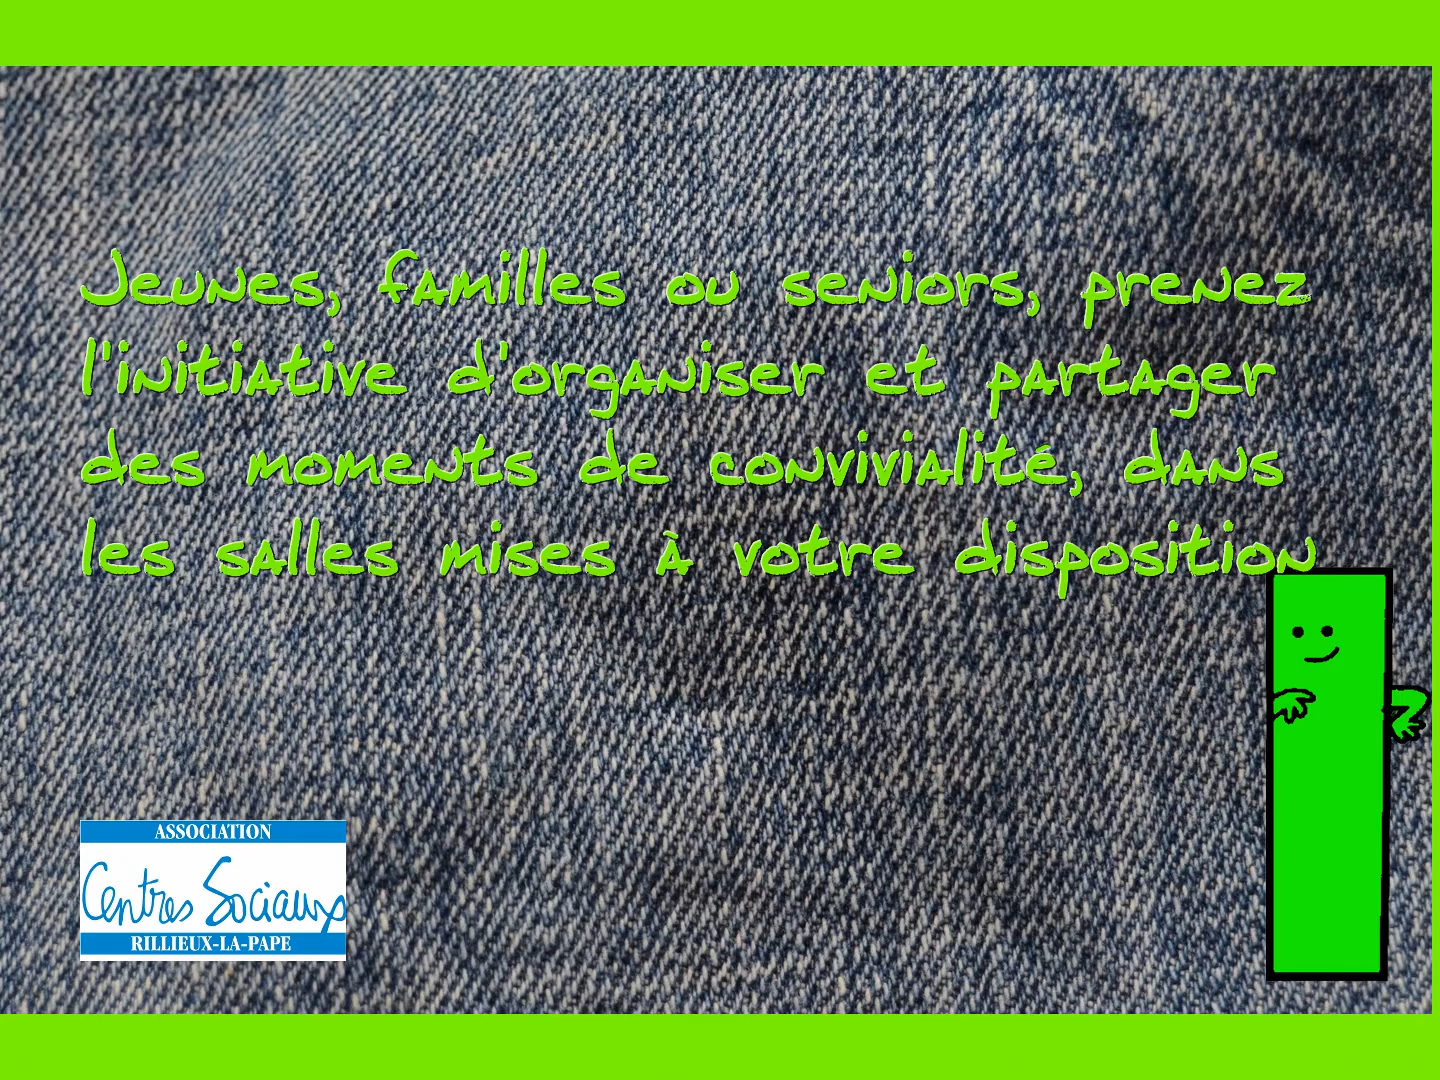 Jeunes, familles ou seniors, prenez
l'initiative d'organiser et partager
des moments de convivialité, dans
les salles mises à votre disposition
ASSOCIATION
Centres Sociaux
RILLIEUX-LA-PAPE